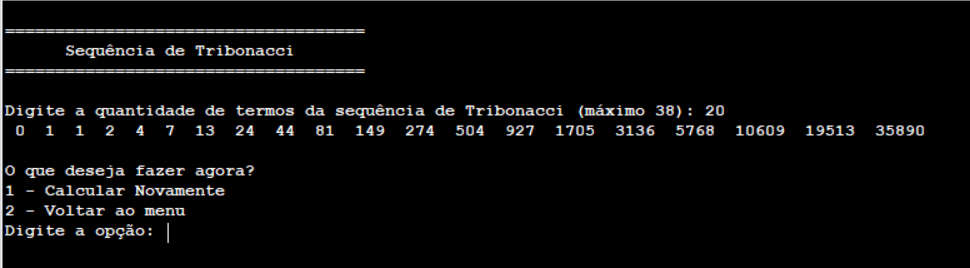 ====================================
Sequência de Tribonacci
====================================
Digite a quantidade de termos da sequência de Tribonacci (máximo 38): 20
0 1 1 2 4 7 13 24 44 81 149 274 504 927 1705 3136 5768 10609 19513 35890
O que deseja fazer agora?
1 - Calcular Novamente
2 - Voltar ao menu
Digite a opção: